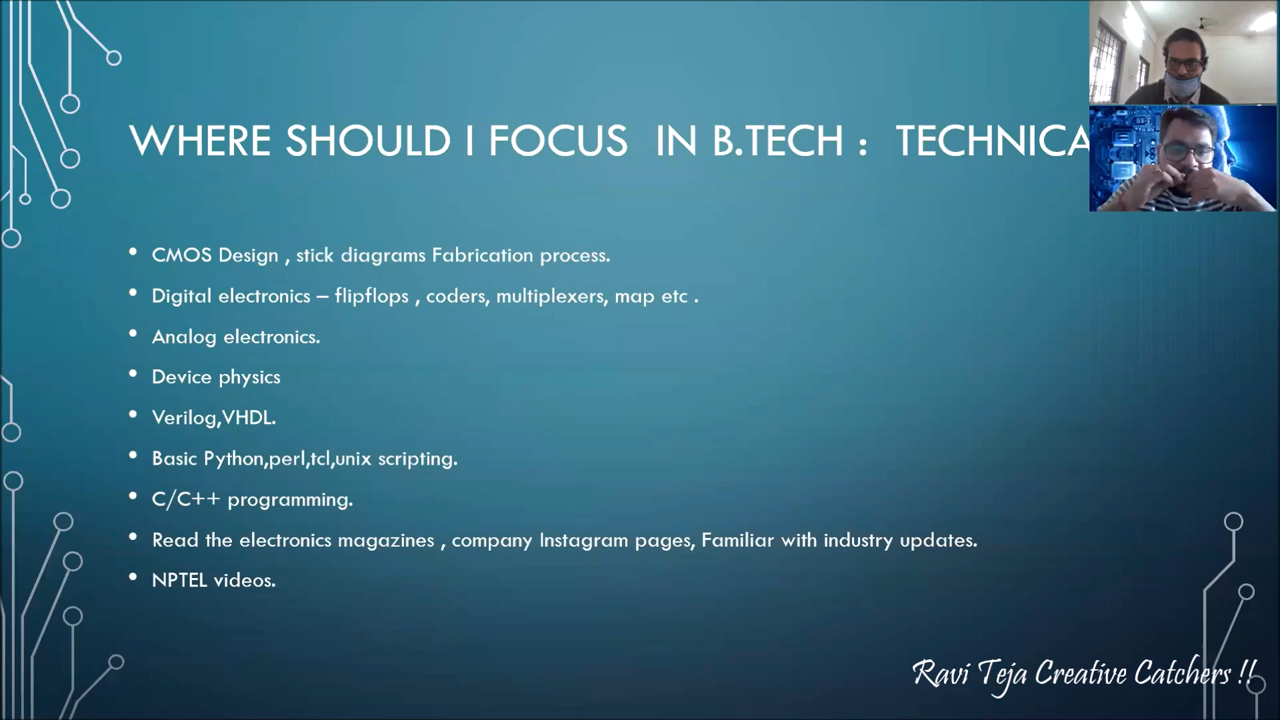 WHERE SHOULD I FOCUS IN B.TECH : TECHNICA
• CMOS Design , stick diagrams Fabrication process.
• Digital electronics – flipflops , coders, multiplexers, map etc .
• Analog electronics.
• Device physics
• Verilog,VHDL.
• Basic Python,perl,tcl,unix scripting.
• C/C++ programming.
• Read the electronics magazines , company Instagram pages, Familiar with industry updates.
• NPTEL videos.
Ravi Teja Creative Catchers !!